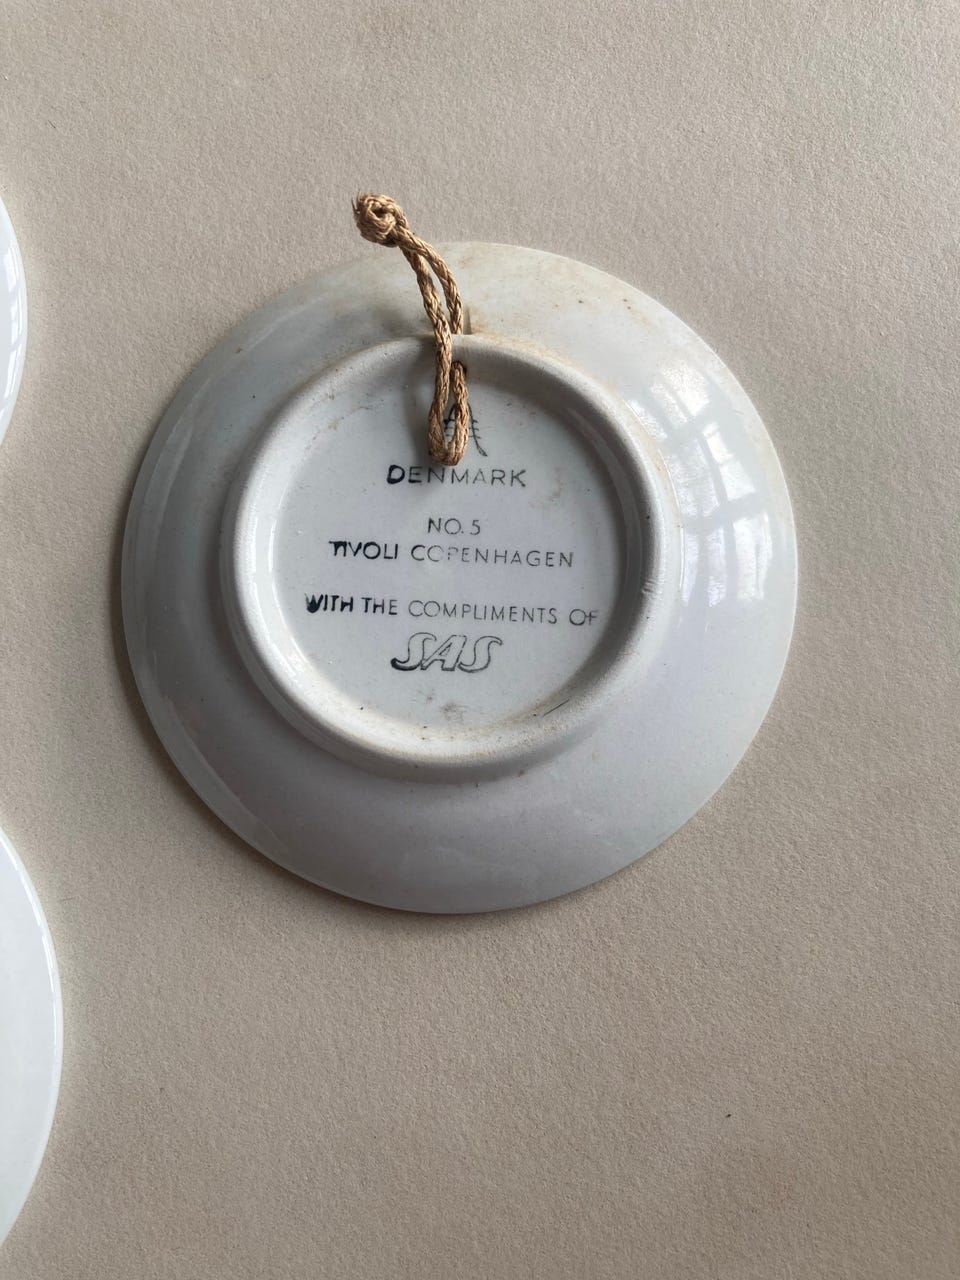 DENMARK
NO. 5
TIVOLI COPENHAGEN
WITH THE COMPLIMENTS OF
SAS